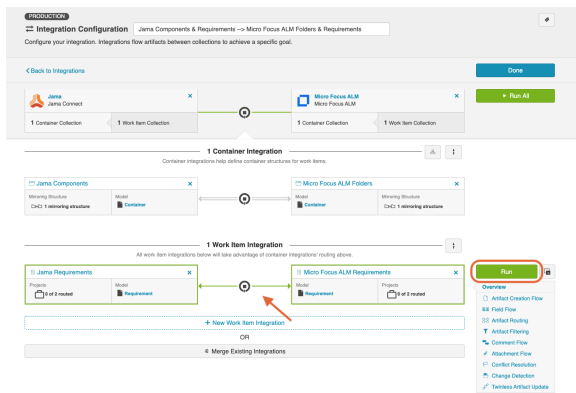 PRODUCTION
Integration Configuration
Jama Components & Requirements --> Micro Focus ALM Folders & Requirements
Configure your integration. Integrations flow artifacts between collections to achieve a specific goal.
Back to Integrations
Done
Jama
Jama Connect
Micro Focus ALM
Micro Focus ALM
Run All
1 Container Collection
1 Work Item Collection
1 Container Collection
1 Work Item Collection
1 Container Integration
Container integrations help define container structures for work items.
Jama Components
Micro Focus ALM Folders
Mirroring Structure
1 mirroring structure
Model
Container
Model
Container
Mirroring Structure
1 mirroring structure
1 Work Item Integration
All work item integrations below will take advantage of container integrations' routing above.
Jama Requirements
Micro Focus ALM Requirements
Run
Projects
0 of 2 routed
Model
Requirement
Model
Requirement
Projects
0 of 2 routed
Overview
Artifact Creation Flow
Field Flow
Artifact Routing
Artifact Filtering
Comment Flow
Attachment Flow
Conflict Resolution
Change Detection
Twinless Artifact Update
+ New Work Item Integration
OR
Merge Existing Integrations